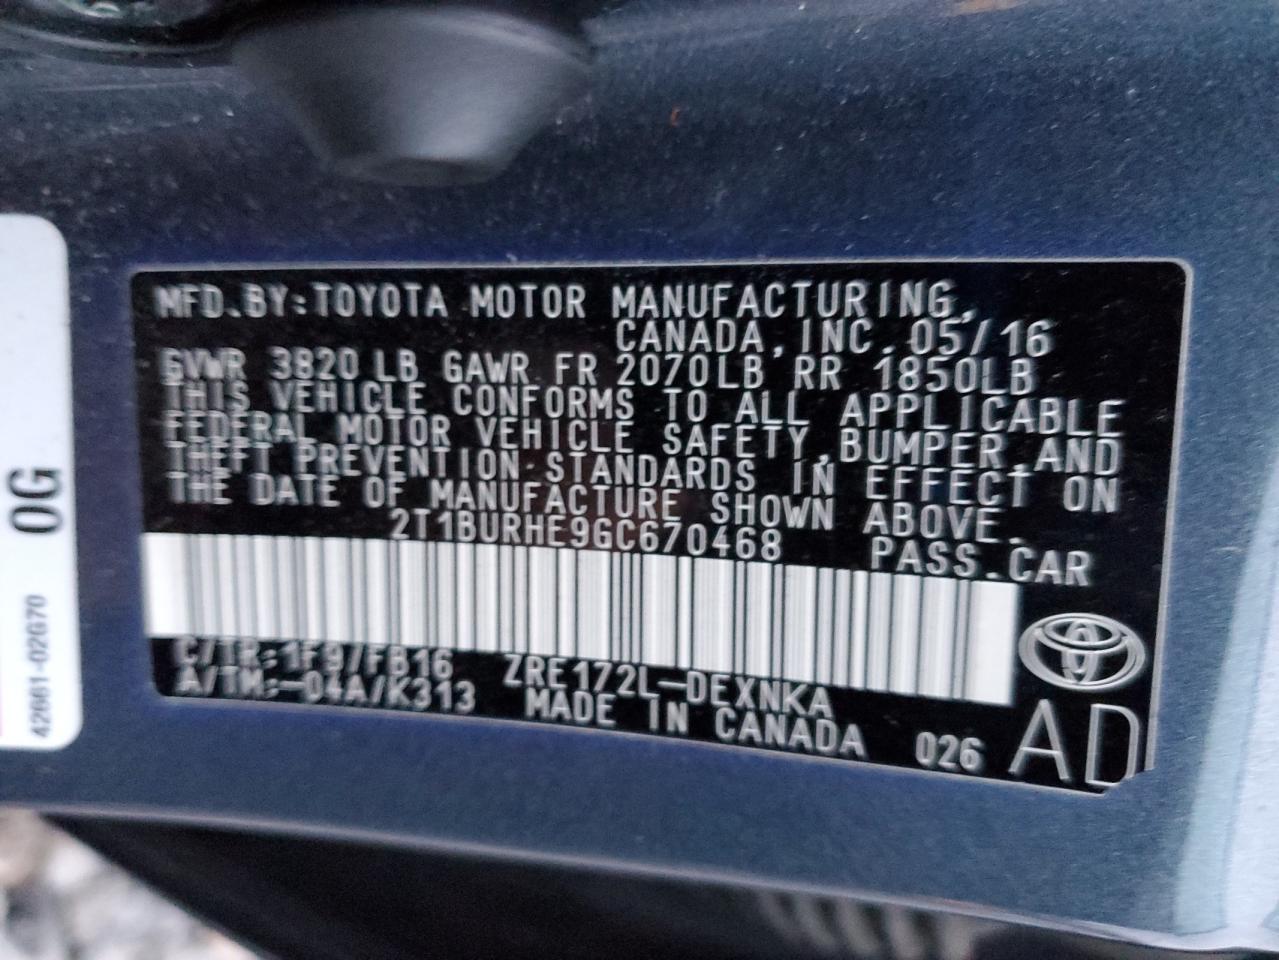 MFD.BY:TOYOTA MOTOR MANUFACTURING,
CANADA,INC. 05/16
GVWR 3820 LB GAWR FR 2070LB RR 1850LB
THIS VEHICLE CONFORMS TO ALL APPLICABLE
FEDERAL MOTOR VEHICLE SAFETY,BUMPER,AND
THEFT PREVENTION STANDARDS IN EFFECT ON
THE DATE OF MANUFACTURE SHOWN ABOVE.
2T1BURHE9GC670468 PASS.CAR
C/TR:1F9/FB16 ZRE172L-DEXNKA
A/TM:-04A/K313 MADE IN CANADA 026
AD
0G
42661-02G70